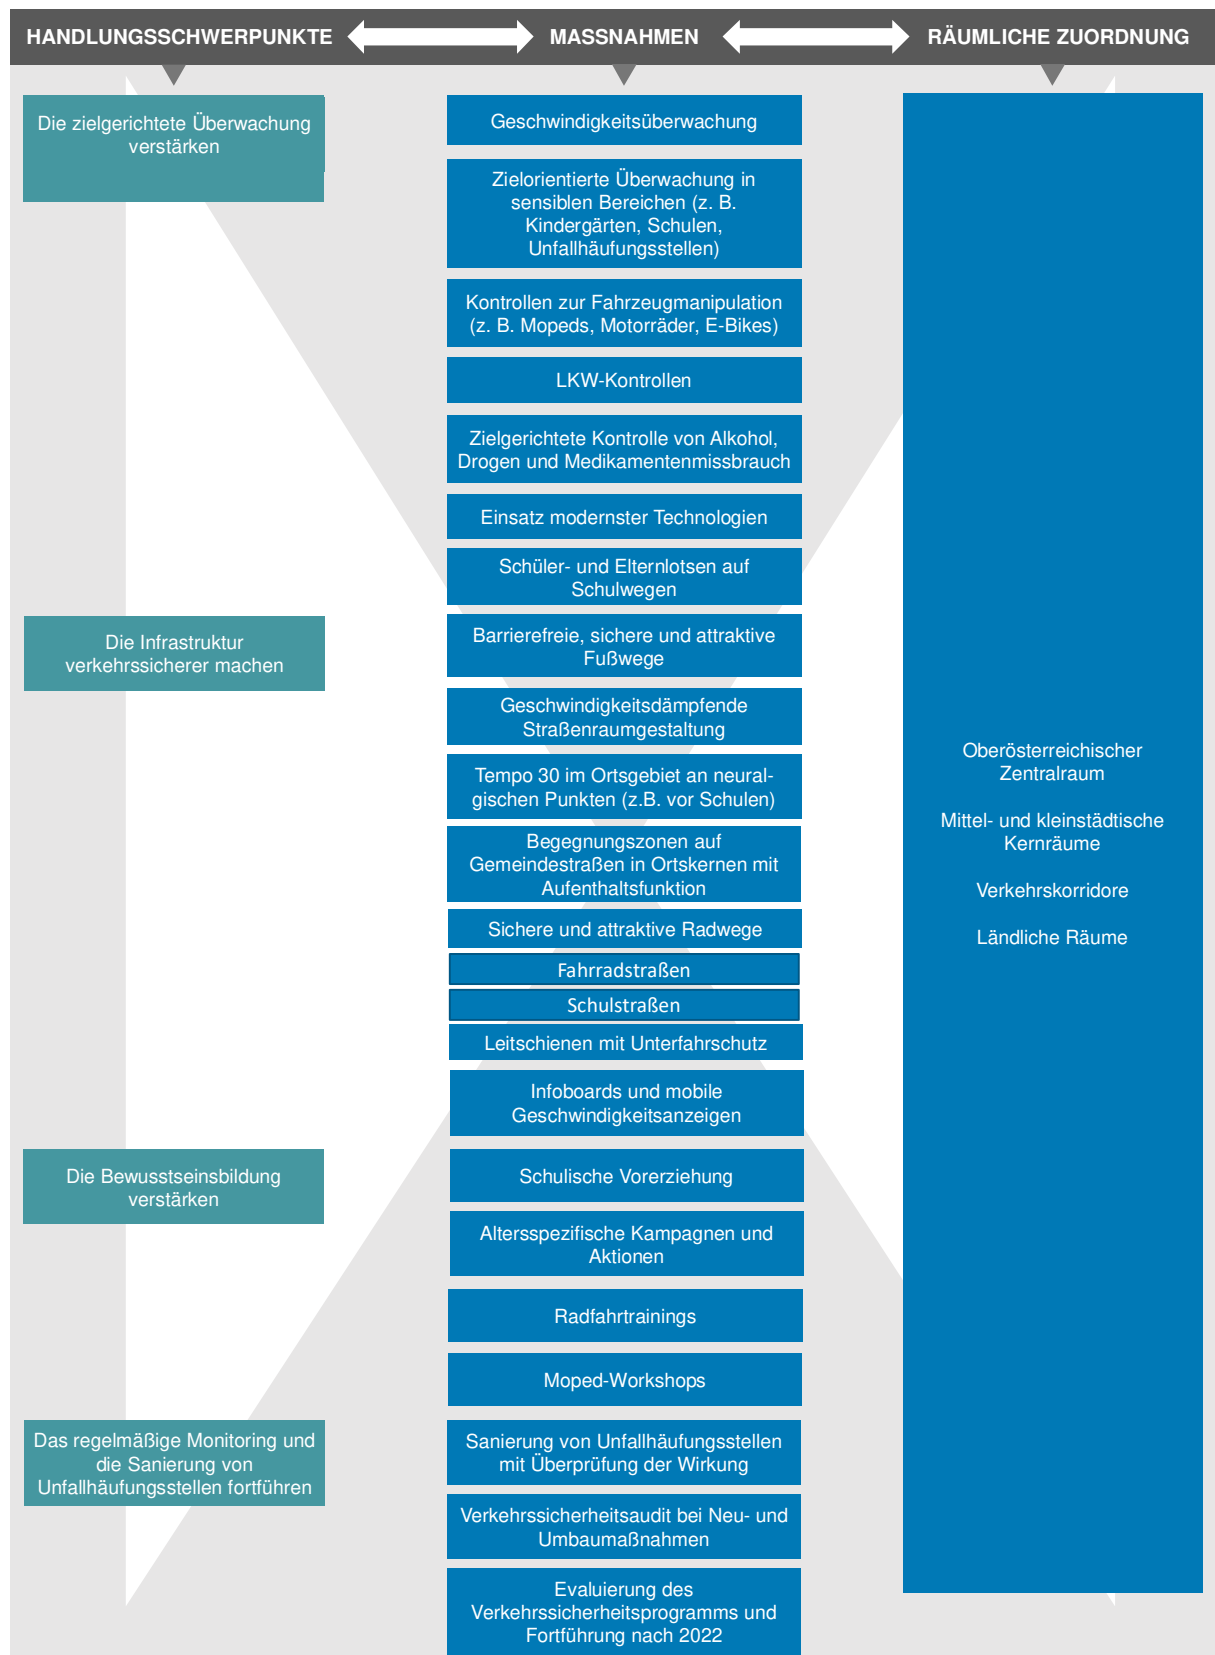 HANDLUNGSSCHWERPUNKTE
MASSNAHMEN
RÄUMLICHE ZUORDNUNG
Die zielgerichtete Überwachung
verstärken
Die Infrastruktur
verkehrssicherer machen
Die Bewusstseinsbildung
verstärken
Das regelmäßige Monitoring und
die Sanierung von
Unfallhäufungsstellen fortführen
Geschwindigkeitsüberwachung
Zielorientierte Überwachung in
sensiblen Bereichen (z. B.
Kindergärten, Schulen,
Unfallhäufungsstellen)
Kontrollen zur Fahrzeugmanipulation
(z. B. Mopeds, Motorräder, E-Bikes)
LKW-Kontrollen
Zielgerichtete Kontrolle von Alkohol,
Drogen und Medikamentenmissbrauch
Einsatz modernster Technologien
Schüler- und Elternlotsen auf
Schulwegen
Barrierefreie, sichere und attraktive
Fußwege
Geschwindigkeitsdämpfende
Straßenraumgestaltung
Tempo 30 im Ortsgebiet an neural-
gischen Punkten (z.B. vor Schulen)
Begegnungszonen auf
Gemeindestraßen in Ortskernen mit
Aufenthaltsfunktion
Sichere und attraktive Radwege
Fahrradstraßen
Schulstraßen
Leitschienen mit Unterfahrschutz
Infoboards und mobile
Geschwindigkeitsanzeigen
Schulische Vorerziehung
Altersspezifische Kampagnen und
Aktionen
Radfahrtrainings
Moped-Workshops
Sanierung von Unfallhäufungsstellen
mit Überprüfung der Wirkung
Verkehrssicherheitsaudit bei Neu- und
Umbaumaßnahmen
Evaluierung des
Verkehrssicherheitsprogramms und
Fortführung nach 2022
Oberösterreichischer
Zentralraum
Mittel- und kleinstädtische
Kernräume
Verkehrskorridore
Ländliche Räume